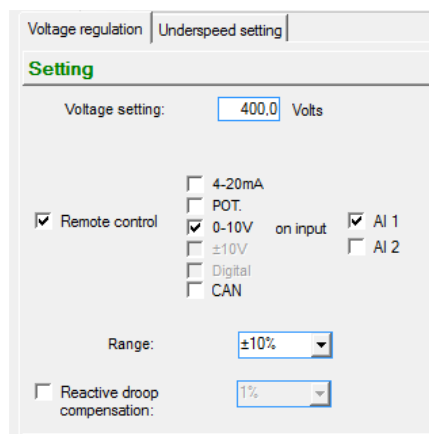 Voltage regulation Underspeed setting
Setting
Voltage setting: 400,0 Volts
4-20mA
POT.
Remote control 0-10V on input AI 1
±10V AI 2
Digital
CAN
Range: ±10%
Reactive droop 1%
compensation: